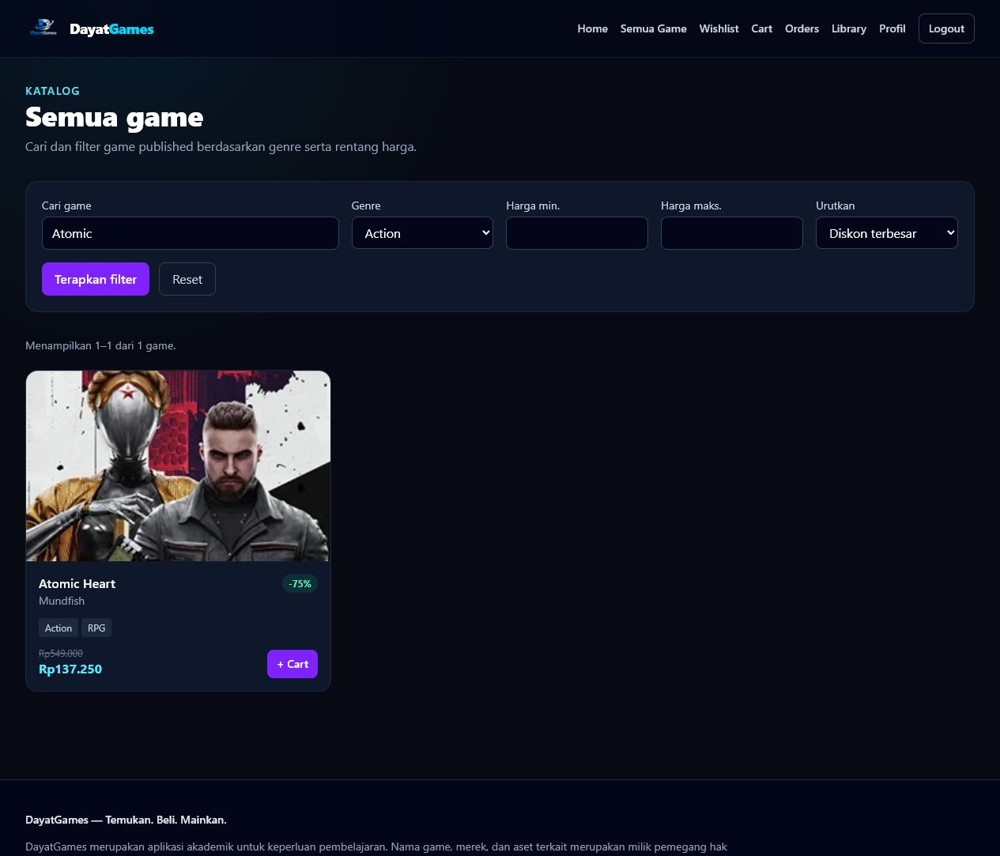 DayatGames
DayatGames
Home Semua Game Wishlist Cart Orders Library Profil Logout
KATALOG
Semua game
Cari dan filter game published berdasarkan genre serta rentang harga.
Cari game Genre Harga min. Harga maks. Urutkan
Atomic Action Diskon terbesar
Terapkan filter Reset
Menampilkan 1–1 dari 1 game.
Atomic Heart -75%
Mundfish
Action RPG
Rp549.000
Rp137.250 + Cart
DayatGames — Temukan. Beli. Mainkan.
DayatGames merupakan aplikasi akademik untuk keperluan pembelajaran. Nama game, merek, dan aset terkait merupakan milik pemegang hak